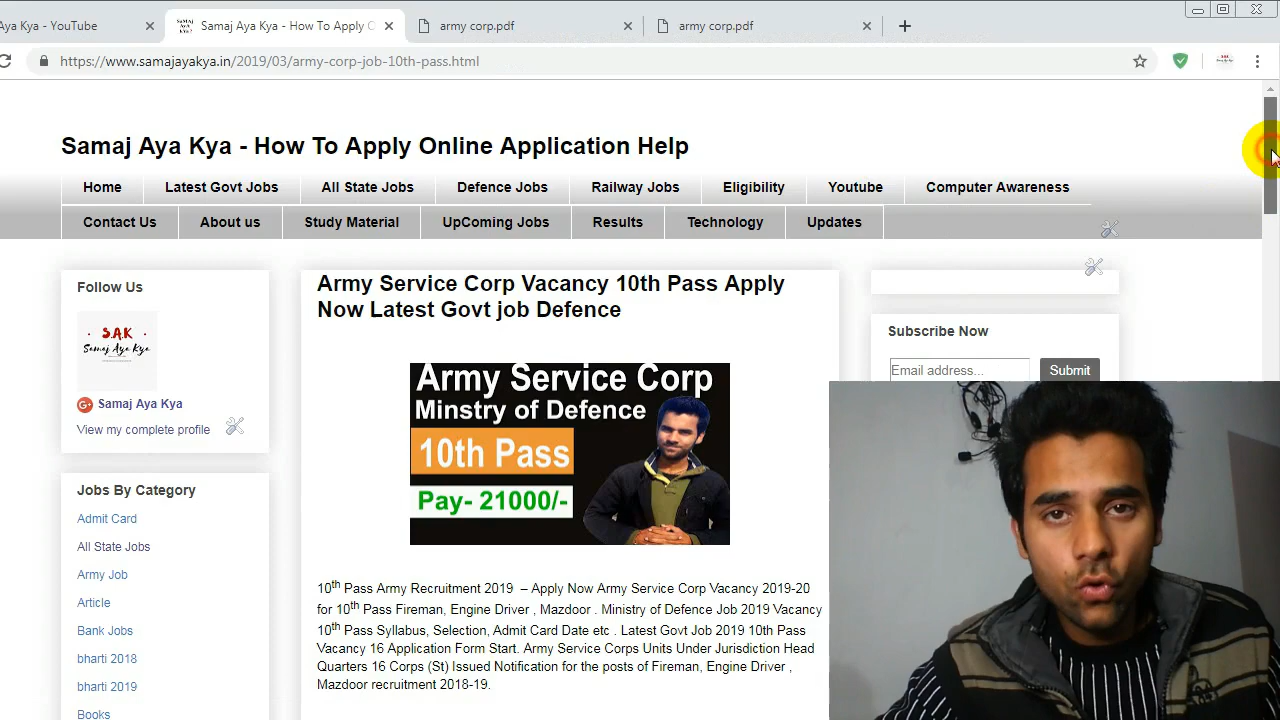 Aya Kya - YouTube
Samaj Aya Kya - How To Apply O
army corp.pdf
army corp.pdf
https://www.samajayakya.in/2019/03/army-corp-job-10th-pass.html
Samaj Aya Kya - How To Apply Online Application Help
Home Latest Govt Jobs All State Jobs Defence Jobs Railway Jobs Eligibility Youtube Computer Awareness
Contact Us About us Study Material UpComing Jobs Results Technology Updates
Follow Us
S.A.K
Samaj Aya Kya
Samaj Aya Kya
View my complete profile
Jobs By Category
Admit Card
All State Jobs
Army Job
Article
Bank Jobs
bharti 2018
bharti 2019
Books
Army Service Corp Vacancy 10th Pass Apply
Now Latest Govt job Defence
Army Service Corp
Minstry of Defence
10th Pass
Pay- 21000/-
10th Pass Army Recruitment 2019 – Apply Now Army Service Corp Vacancy 2019-20
for 10th Pass Fireman, Engine Driver , Mazdoor . Ministry of Defence Job 2019 Vacancy
10th Pass Syllabus, Selection, Admit Card Date etc . Latest Govt Job 2019 10th Pass
Vacancy 16 Application Form Start. Army Service Corps Units Under Jurisdiction Head
Quarters 16 Corps (St) Issued Notification for the posts of Fireman, Engine Driver ,
Mazdoor recruitment 2018-19.
Subscribe Now
Email address...
Submit